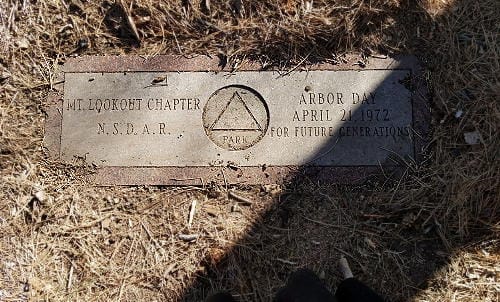 MT. LOOKOUT CHAPTER
N.S.D.A.R.
PARK
ARBOR DAY
APRIL 21, 1972
FOR FUTURE GENERATIONS